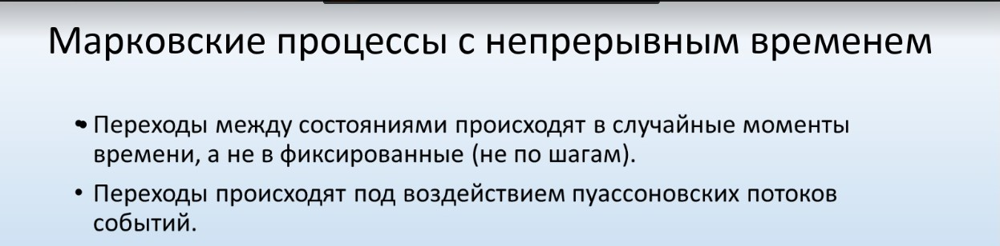 Марковские процессы с непрерывным временем
• Переходы между состояниями происходят в случайные моменты
времени, а не в фиксированные (не по шагам).
• Переходы происходят под воздействием пуассоновских потоков
событий.